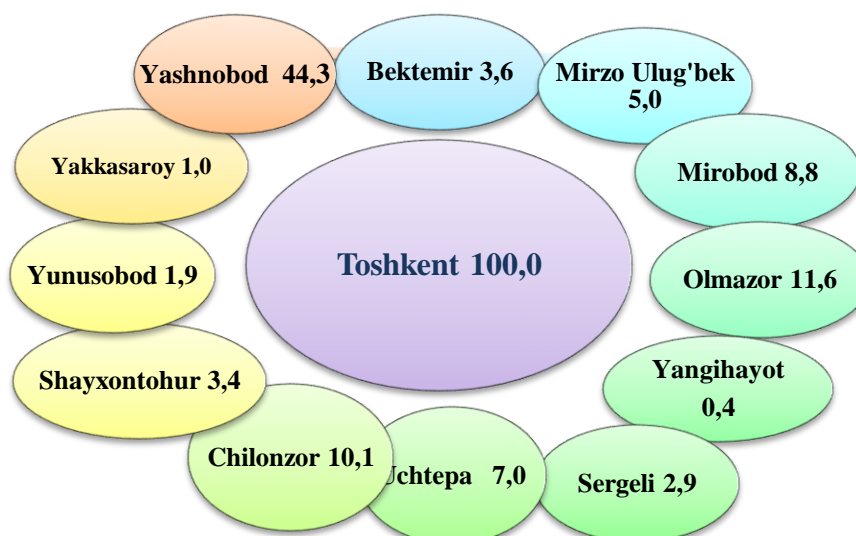 Yashnobod 44,3
Bektemir 3,6
Mirzo Ulug'bek
5,0
Mirobod 8,8
Olmazor 11,6
Yangihayot
0,4
Sergeli 2,9
Uchtepa 7,0
Chilonzor 10,1
Shayxontohur 3,4
Yunusobod 1,9
Yakkasaroy 1,0
Toshkent 100,0